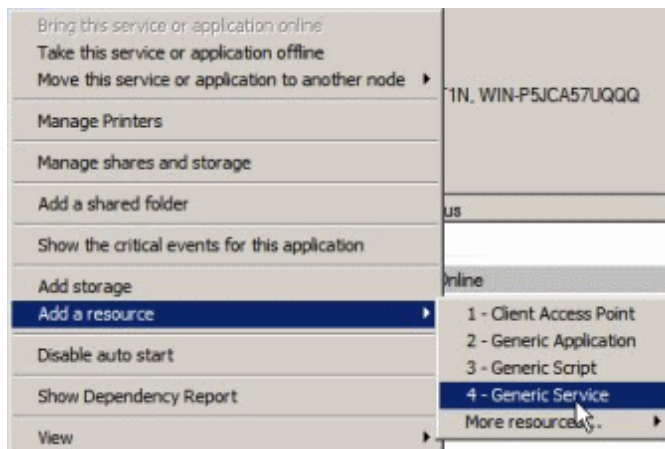 Bring this service or application online
Take this service or application offline
Move this service or application to another node
Manage Printers
Manage shares and storage
Add a shared folder
Show the critical events for this application
Add storage
Add a resource
Disable auto start
Show Dependency Report
View
WIN-P5JCA57UQQQ
1 - Client Access Point
2 - Generic Application
3 - Generic Script
4 - Generic Service
More resources...